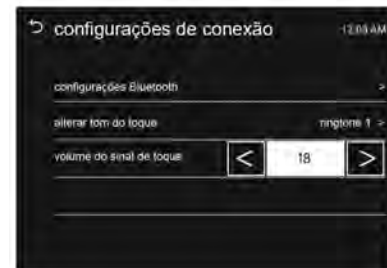 configurações de conexão 12:03 AM
configurações Bluetooth >
alterar tom do toque ringtone 1 >
volume do sinal de toque < 18 >